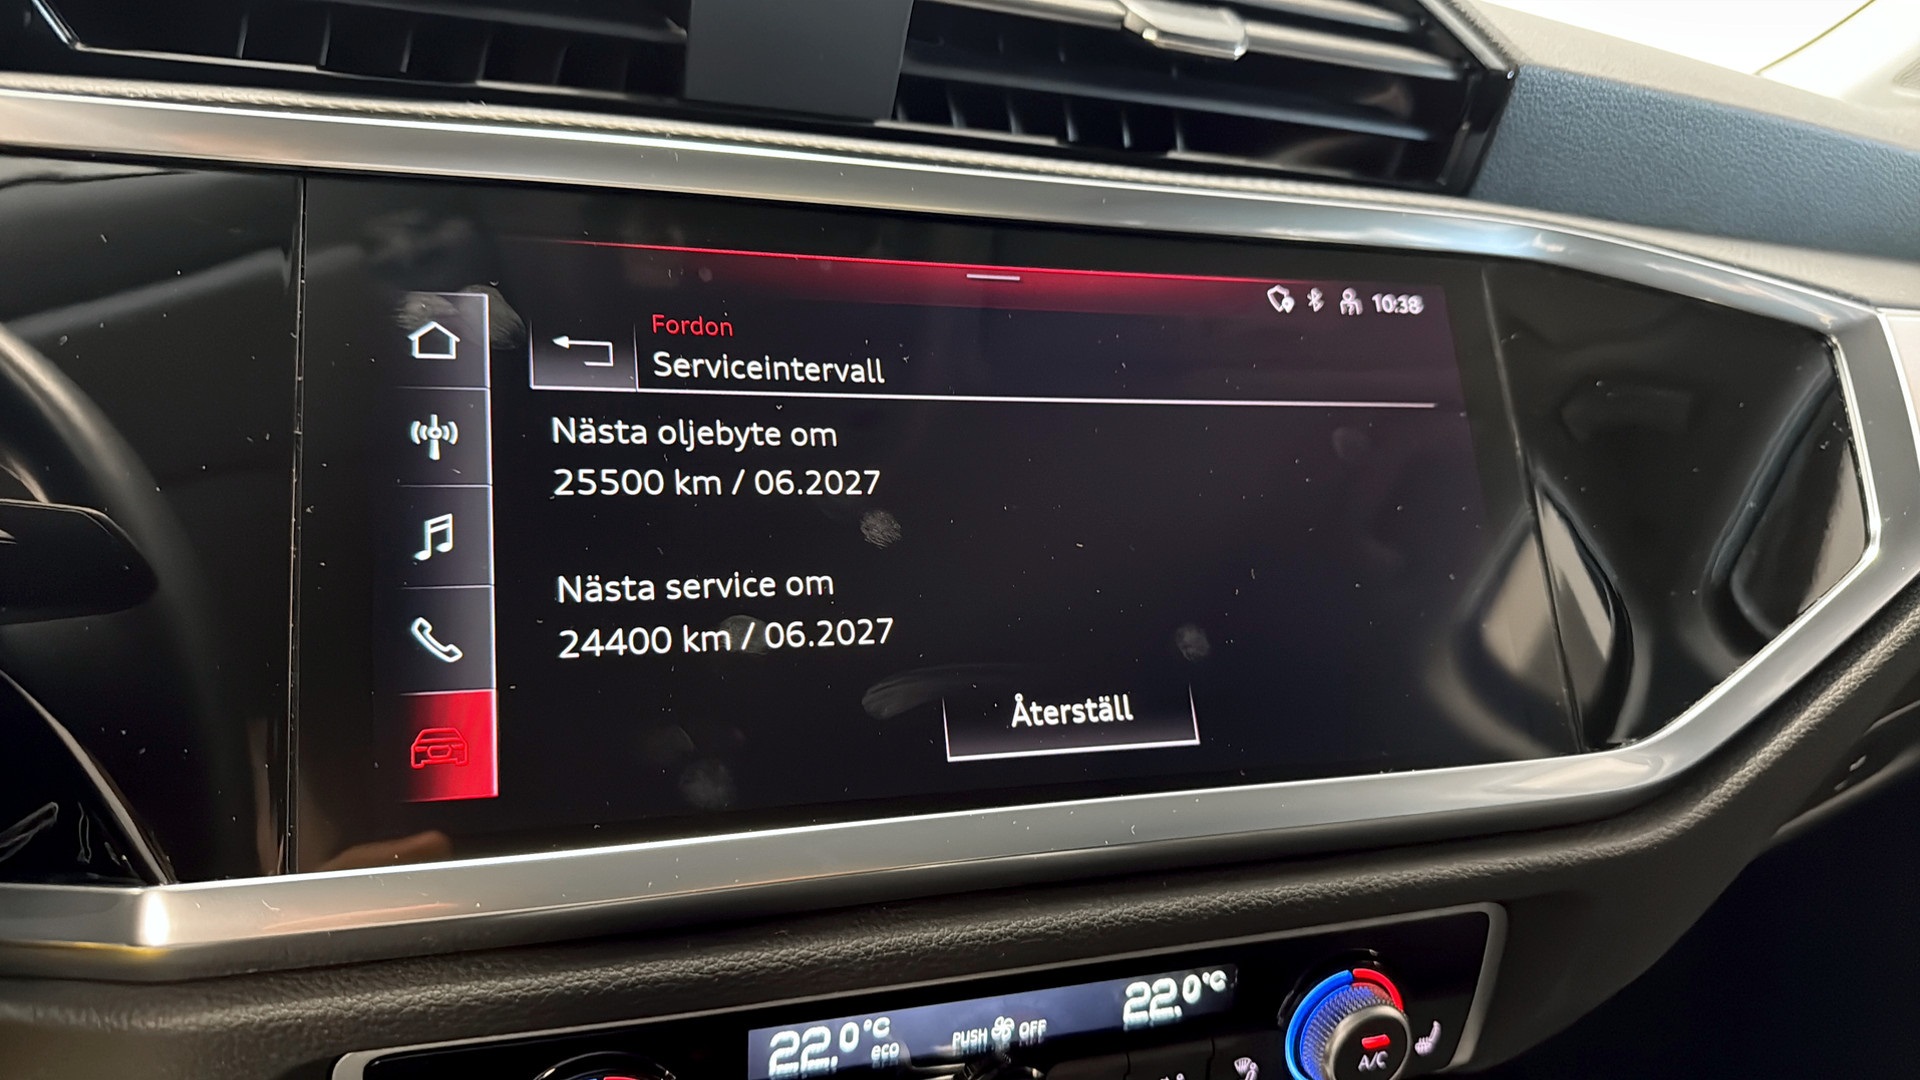 10:38
Fordon
Serviceintervall
Nästa oljebyte om
25500 km / 06.2027
Nästa service om
24400 km / 06.2027
Återställ
22.0°C
eco
PUSH OFF
22.0°C
A/C